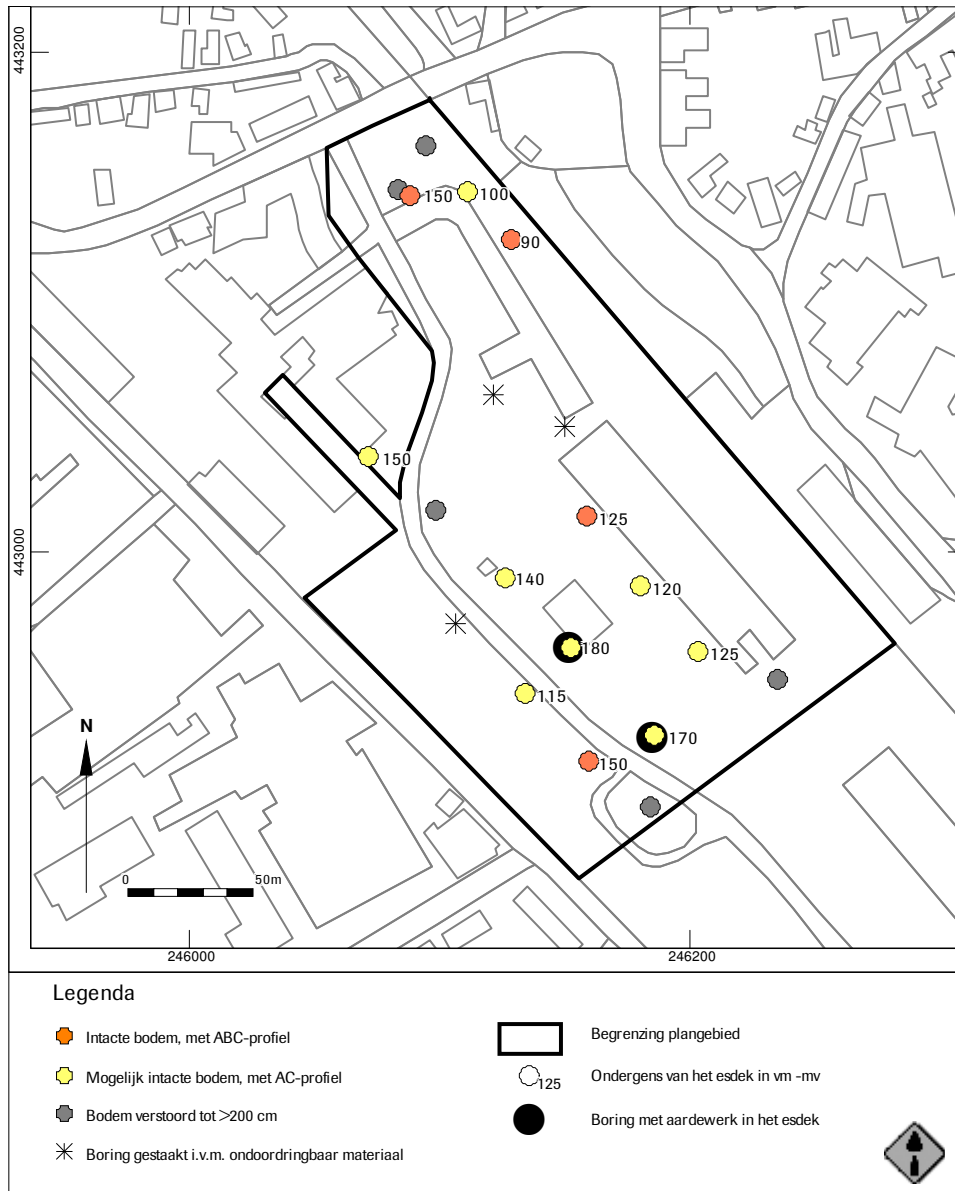 443200
150
100
90
150
125
443000
140
120
180
125
115
170
150
N
0 50m
246000 246200
Legenda
Intacte bodem, met ABC-profiel
Mogelijk intacte bodem, met AC-profiel
Bodem verstoord tot >200 cm
Boring gestaakt i.v.m. ondoordringbaar materiaal
Begrenzing plangebied
125 Ondergens van het esdek in vm -mv
Boring met aardewerk in het esdek